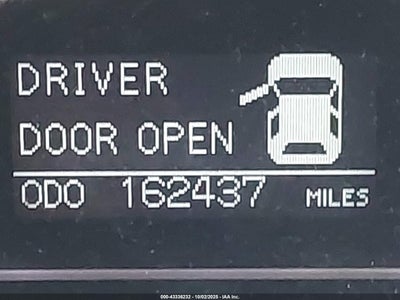 DRIVER
DOOR OPEN
ODO 162437 MILES
000-43336232 - 10/02/2025 - IAA Inc.